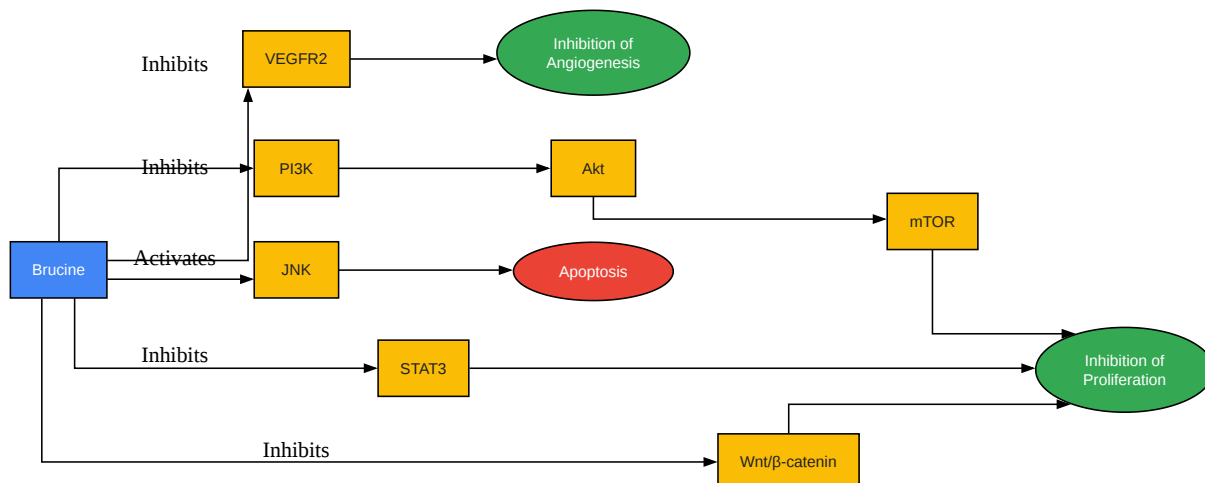 Inhibits
VEGFR2
Inhibition of
Angiogenesis
Inhibits
PI3K
Akt
mTOR
Brucine
Activates
JNK
Apoptosis
Inhibits
STAT3
Inhibition of
Proliferation
Inhibits
Wnt/β-catenin